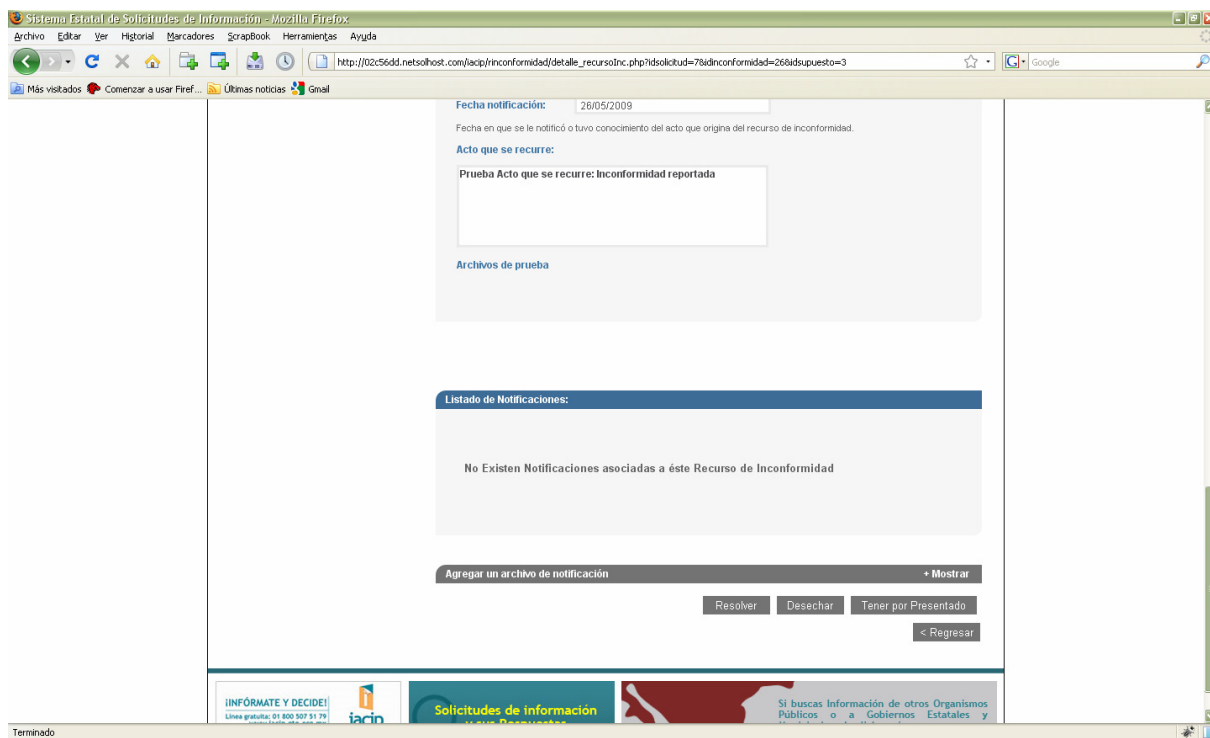 Sistema Estatal de Solicitudes de Información - Mozilla Firefox
Archivo Editar Ver Historial Marcadores ScrapBook Herramientas Ayuda
http://02c56dd.netsolhost.com/iacip/rinconformidad/detalle_recursoInc.php?idsolicitud=7&idinconformidad=26&idsupuesto=3
G Google
Más visitados Comenzar a usar Firef... Últimas noticias Gmail
Fecha notificación: 26/05/2009
Fecha en que se le notificó o tuvo conocimiento del acto que origina del recurso de inconformidad.
Acto que se recurre:
Prueba Acto que se recurre: Inconformidad reportada
Archivos de prueba
Listado de Notificaciones:
No Existen Notificaciones asociadas a éste Recurso de Inconformidad
Agregar un archivo de notificación + Mostrar
Resolver Desechar Tener por Presentado
< Regresar
¡INFÓRMATE Y DECIDE!
Línea gratuita: 01 800 507 51 79
iacip
Solicitudes de información
y sus Respuestas
Si buscas Información de otros Organismos
Públicos o a Gobiernos Estatales y
Terminado